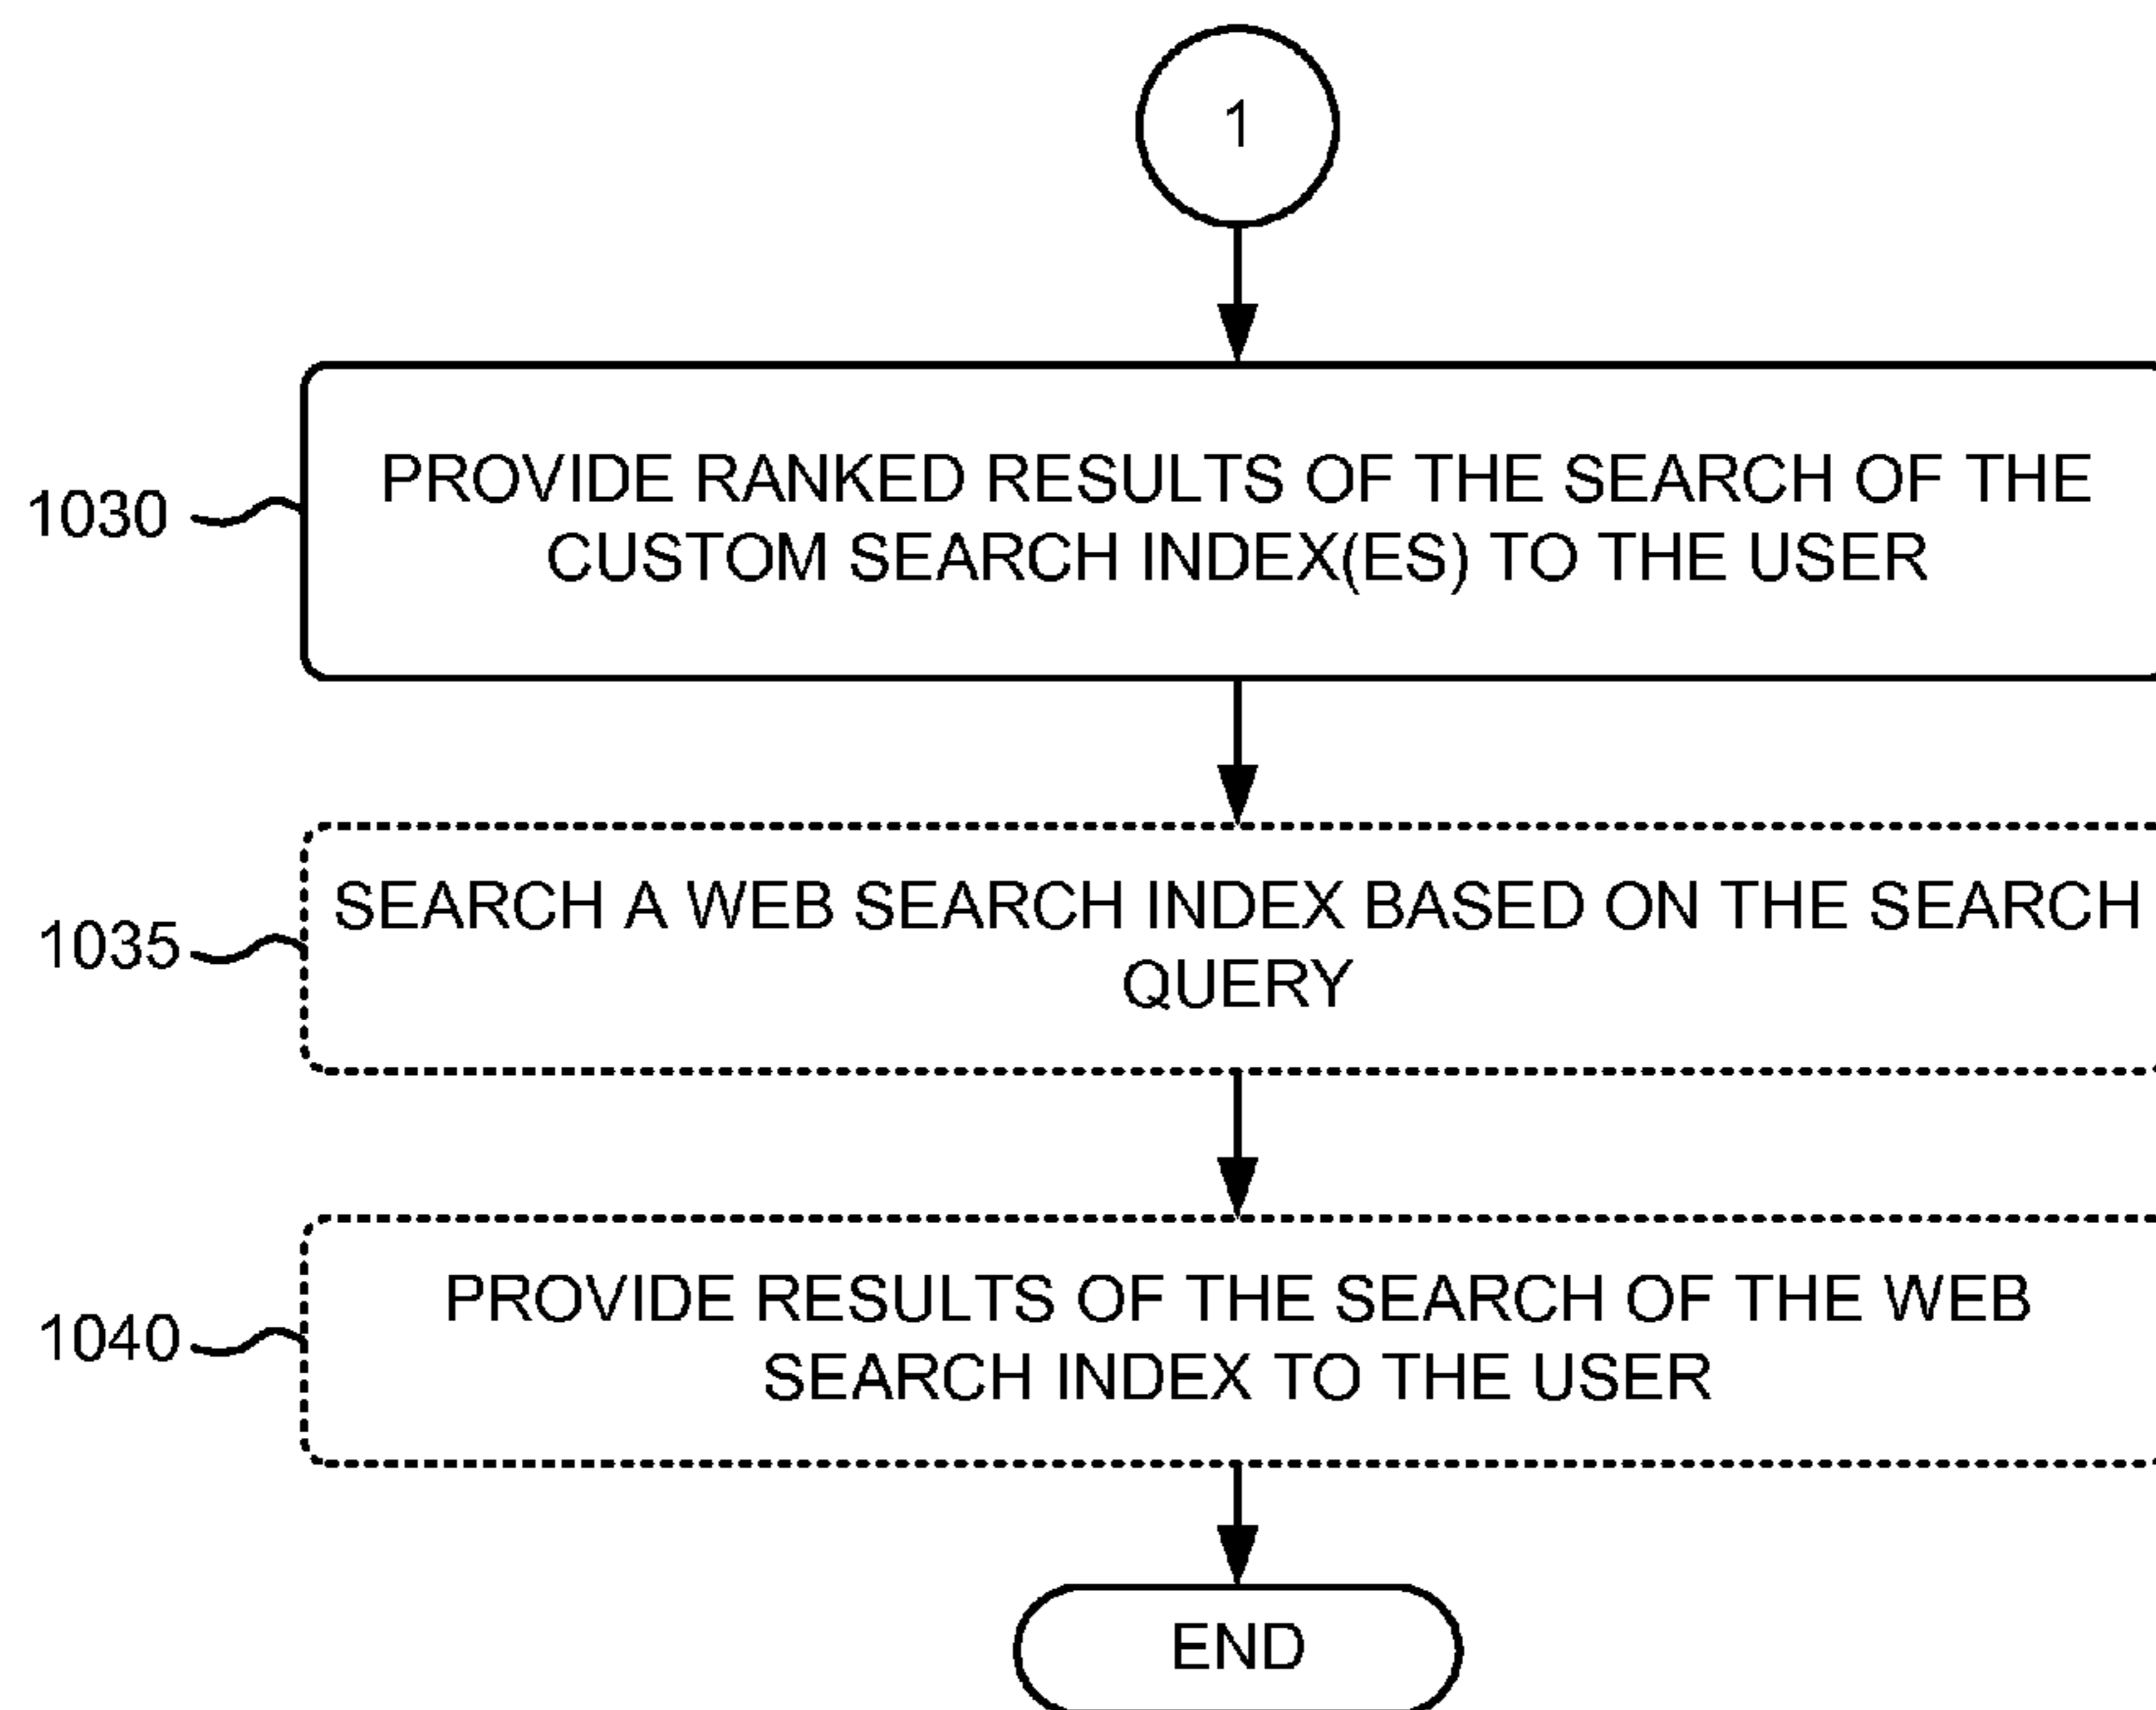 1
1030
PROVIDE RANKED RESULTS OF THE SEARCH OF THE
CUSTOM SEARCH INDEX(ES) TO THE USER
1035
SEARCH A WEB SEARCH INDEX BASED ON THE SEARCH
QUERY
1040
PROVIDE RESULTS OF THE SEARCH OF THE WEB
SEARCH INDEX TO THE USER
END